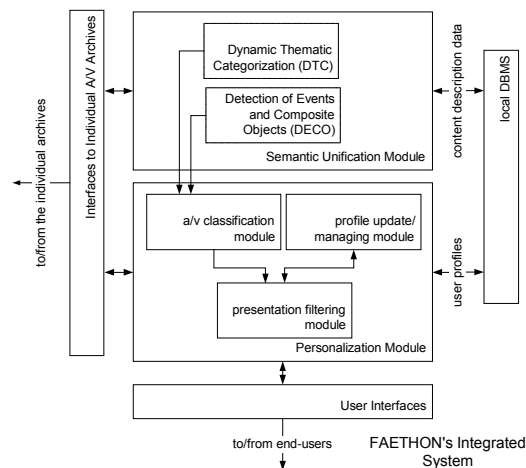 Dynamic Thematic
Categorization (DTC)
Detection of Events
and Composite
Objects (DECO)
Semantic Unification Module
Interfaces to Individual A/V Archives
to/from the individual archives
content description data
local DBMS
a/v classification
module
profile update/
managing module
presentation filtering
module
Personalization Module
user profiles
User Interfaces
to/from end-users
FAETHON's Integrated
System